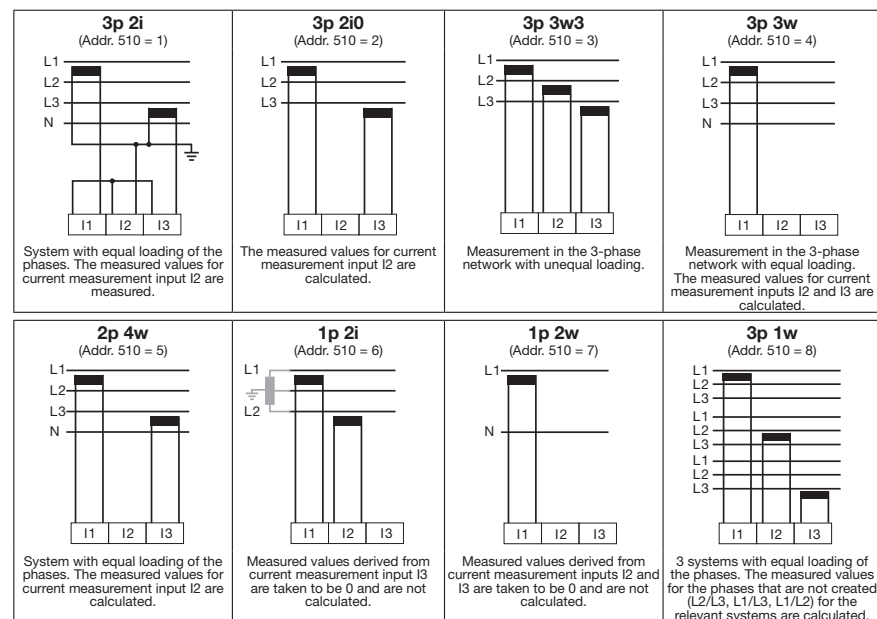 3p 2i
(Addr. 510 = 1)
L1
L2
L3
N
I1 I2 I3
System with equal loading of the
phases. The measured values for
current measurement input I2 are
measured.
3p 2i0
(Addr. 510 = 2)
L1
L2
L3
I1 I2 I3
The measured values for current
measurement input I2 are
calculated.
3p 3w3
(Addr. 510 = 3)
L1
L2
L3
I1 I2 I3
Measurement in the 3-phase
network with unequal loading.
3p 3w
(Addr. 510 = 4)
L1
L2
L3
N
I1 I2 I3
Measurement in the 3-phase
network with equal loading.
The measured values for current
measurement inputs I2 and I3 are
calculated.
2p 4w
(Addr. 510 = 5)
L1
L2
L3
N
I1 I2 I3
System with equal loading of the
phases. The measured values for
current measurement input I2 are
calculated.
1p 2i
(Addr. 510 = 6)
L1
L2
I1 I2 I3
Measured values derived from
current measurement input I3
are taken to be 0 and are not
calculated.
1p 2w
(Addr. 510 = 7)
L1
N
I1 I2 I3
Measured values derived from
current measurement inputs I2 and
I3 are taken to be 0 and are not
calculated.
3p 1w
(Addr. 510 = 8)
L1
L2
L3
L1
L2
L3
L1
L2
L3
I1 I2 I3
3 systems with equal loading of
the phases. The measured values
for the phases that are not created
(L2/L3, L1/L3, L1/L2) for the
relevant systems are calculated.